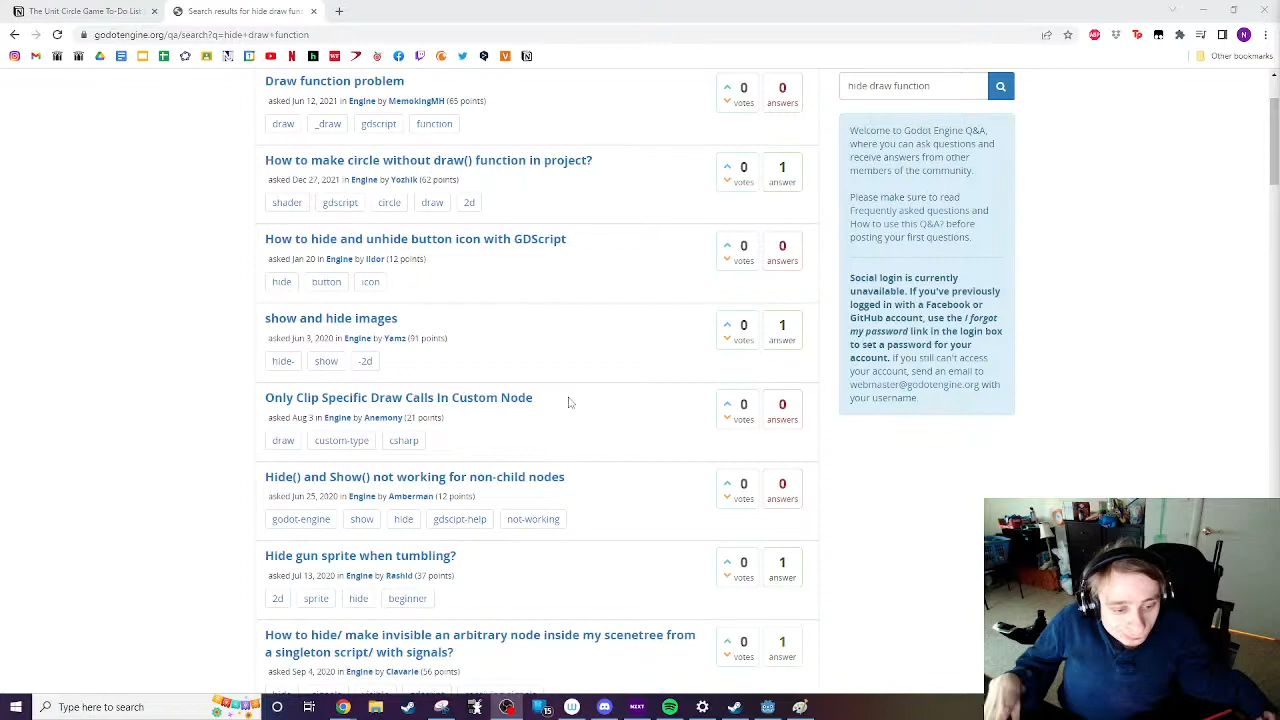 The Unit Circle Game To-Do List
Search results for hide draw fun
godotengine.org/qa/search?q=hide+draw+function
Other bookmarks
Draw function problem
asked Jun 12, 2021 in Engine by MemokingMH (65 points)
draw _draw gdscript function
0 votes 0 answers
How to make circle without draw() function in project?
asked Dec 27, 2021 in Engine by Yozhik (62 points)
shader gdscript circle draw 2d
0 votes 1 answer
How to hide and unhide button icon with GDScript
asked Jan 20 in Engine by Ildor (12 points)
hide button icon
0 votes 0 answers
show and hide images
asked Jun 3, 2020 in Engine by Yamz (91 points)
hide- show -2d
0 votes 1 answer
Only Clip Specific Draw Calls In Custom Node
asked Aug 3 in Engine by Anemony (21 points)
draw custom-type csharp
0 votes 0 answers
Hide() and Show() not working for non-child nodes
asked Jun 25, 2020 in Engine by Amberman (12 points)
godot-engine show hide gdscipt-help not-working
0 votes 0 answers
Hide gun sprite when tumbling?
asked Jul 13, 2020 in Engine by Rashid (37 points)
2d sprite hide beginner
0 votes 1 answer
How to hide/ make invisible an arbitrary node inside my scenetree from
a singleton script/ with signals?
asked Sep 4, 2020 in Engine by Clavarie (56 points)
0 votes 1 answer
hide draw function
Welcome to Godot Engine Q&A,
where you can ask questions and
receive answers from other
members of the community.
Please make sure to read
Frequently asked questions and
How to use this Q&A? before
posting your first questions.
Social login is currently
unavailable. If you've previously
logged in with a Facebook or
GitHub account, use the I forgot
my password link in the login box
to set a password for your
account. If you still can't access
your account, send an email to
webmaster@godotengine.org with
your username.
Type here to search